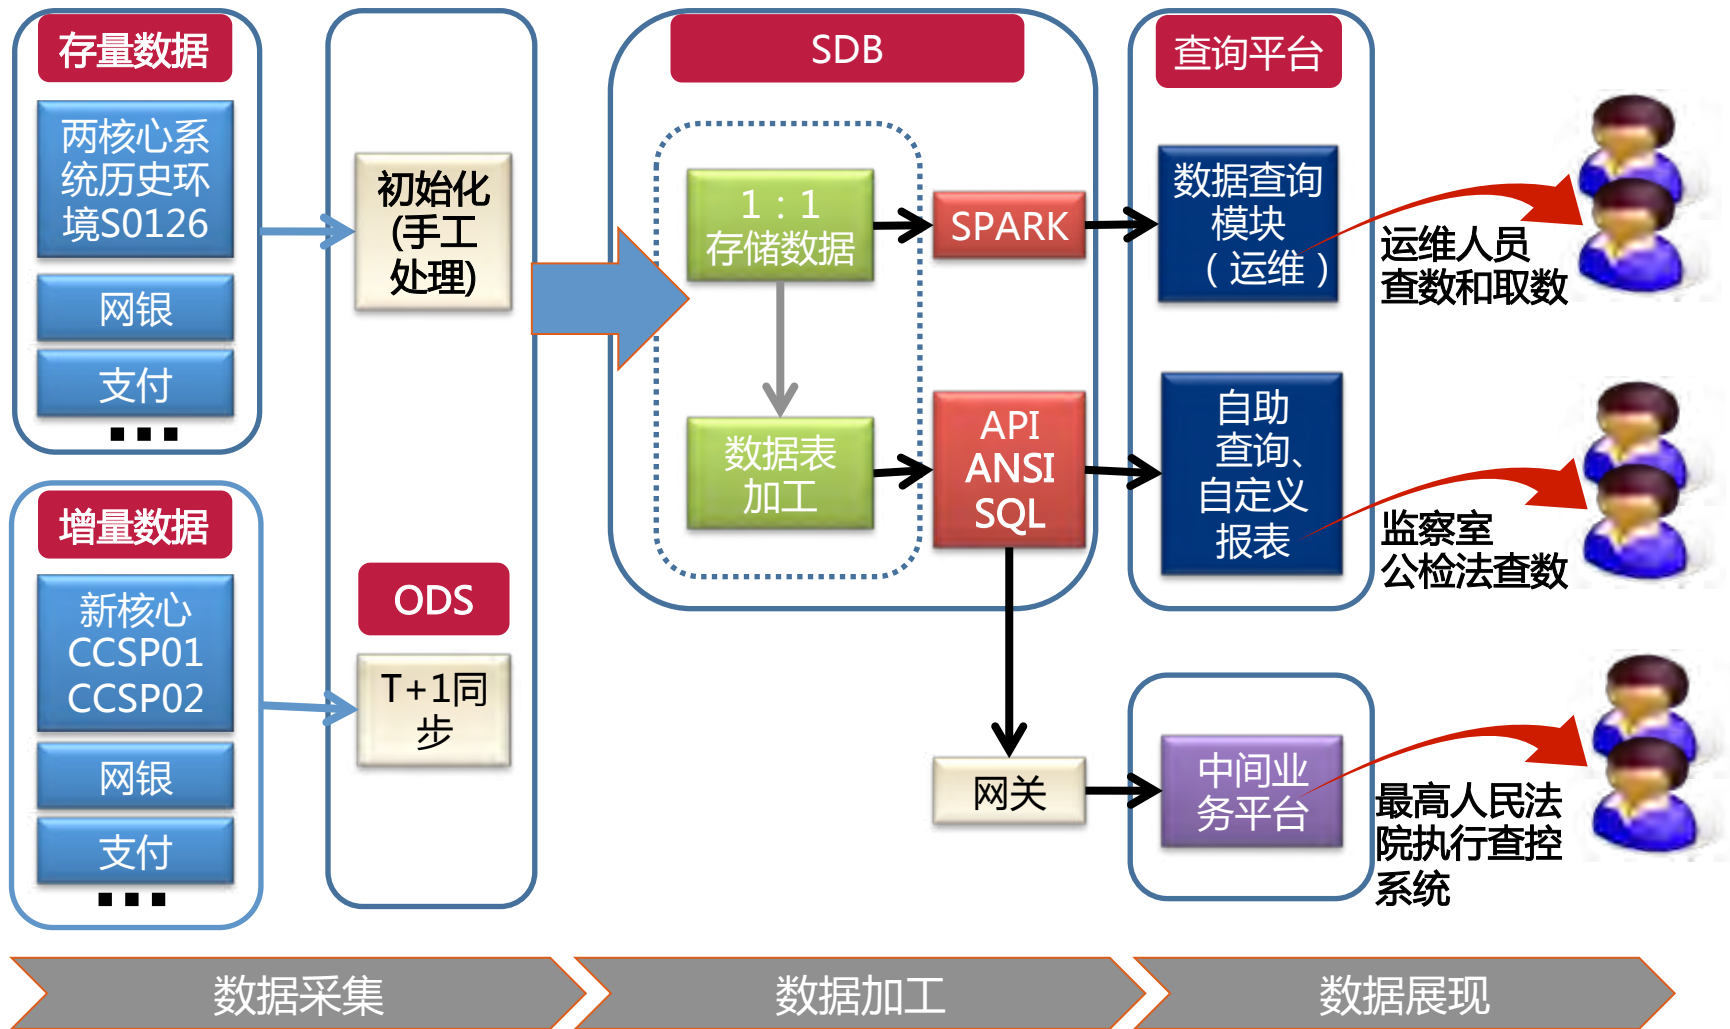 存量数据
两核心系
统历史环
境S0126
网银
支付
...
增量数据
新核心
CCSP01
CCSP02
网银
支付
...
初始化
(手工
处理)
ODS
T+1同
步
SDB
1：1
存储数据
数据表
加工
SPARK
API
ANSI
SQL
网关
查询平台
数据查询
模块
（运维）
自助
查询、
自定义
报表
中间业
务平台
运维人员
查数和取数
监察室
公检法查数
最高人民法
院执行查控
系统
数据采集
数据加工
数据展现